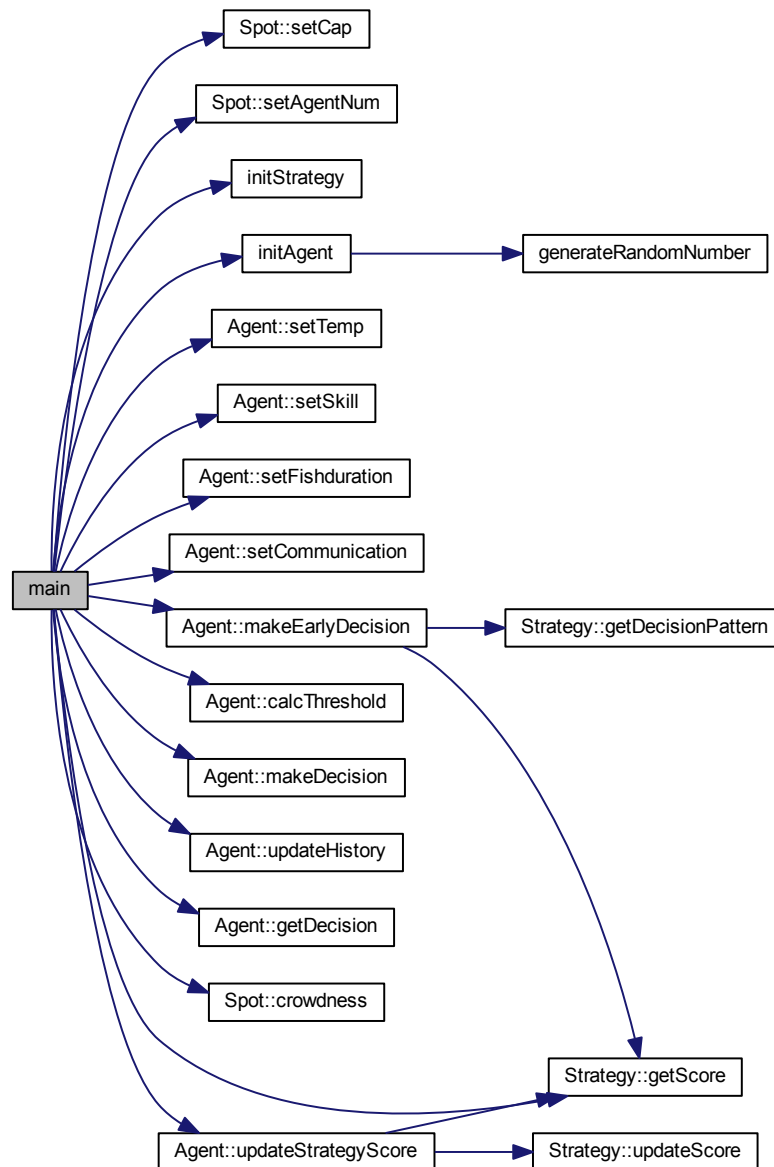 Spot::setCap
Spot::setAgentNum
initStrategy
initAgent
generateRandomNumber
Agent::setTemp
Agent::setSkill
Agent::setFishduration
Agent::setCommunication
main
Agent::makeEarlyDecision
Strategy::getDecisionPattern
Agent::calcThreshold
Agent::makeDecision
Agent::updateHistory
Agent::getDecision
Spot::crowdness
Strategy::getScore
Agent::updateStrategyScore
Strategy::updateScore